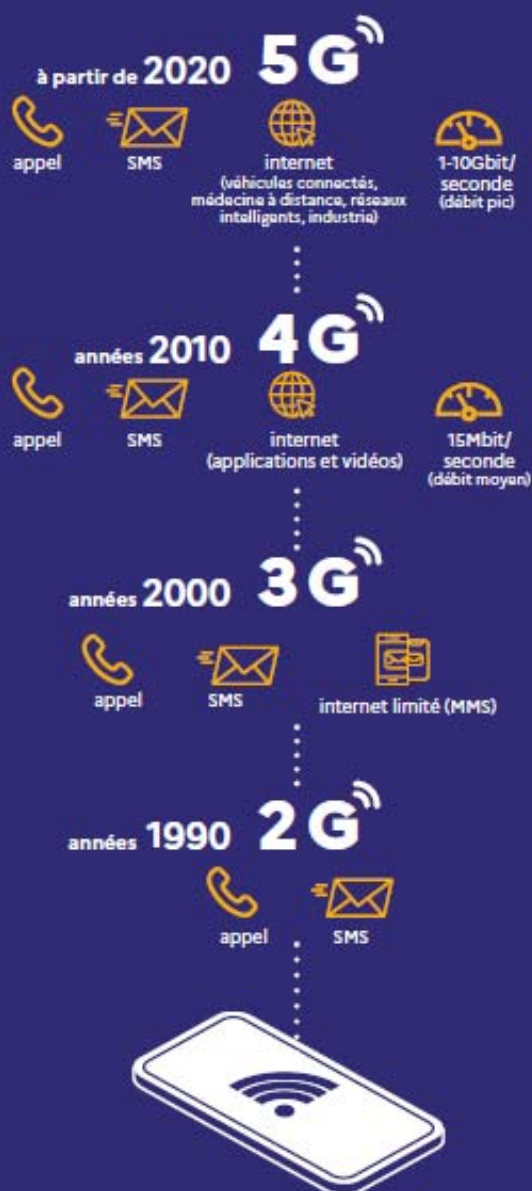 à partir de 2020 5G
appel
SMS
internet
(véhicules connectés,
médecine à distance, réseaux
intelligents, industrie)
1-10Gbit/
seconde
(débit pic)
années 2010 4G
appel
SMS
internet
(applications et vidéos)
15Mbit/
seconde
(débit moyen)
années 2000 3G
appel
SMS
internet limité (MMS)
années 1990 2G
appel
SMS